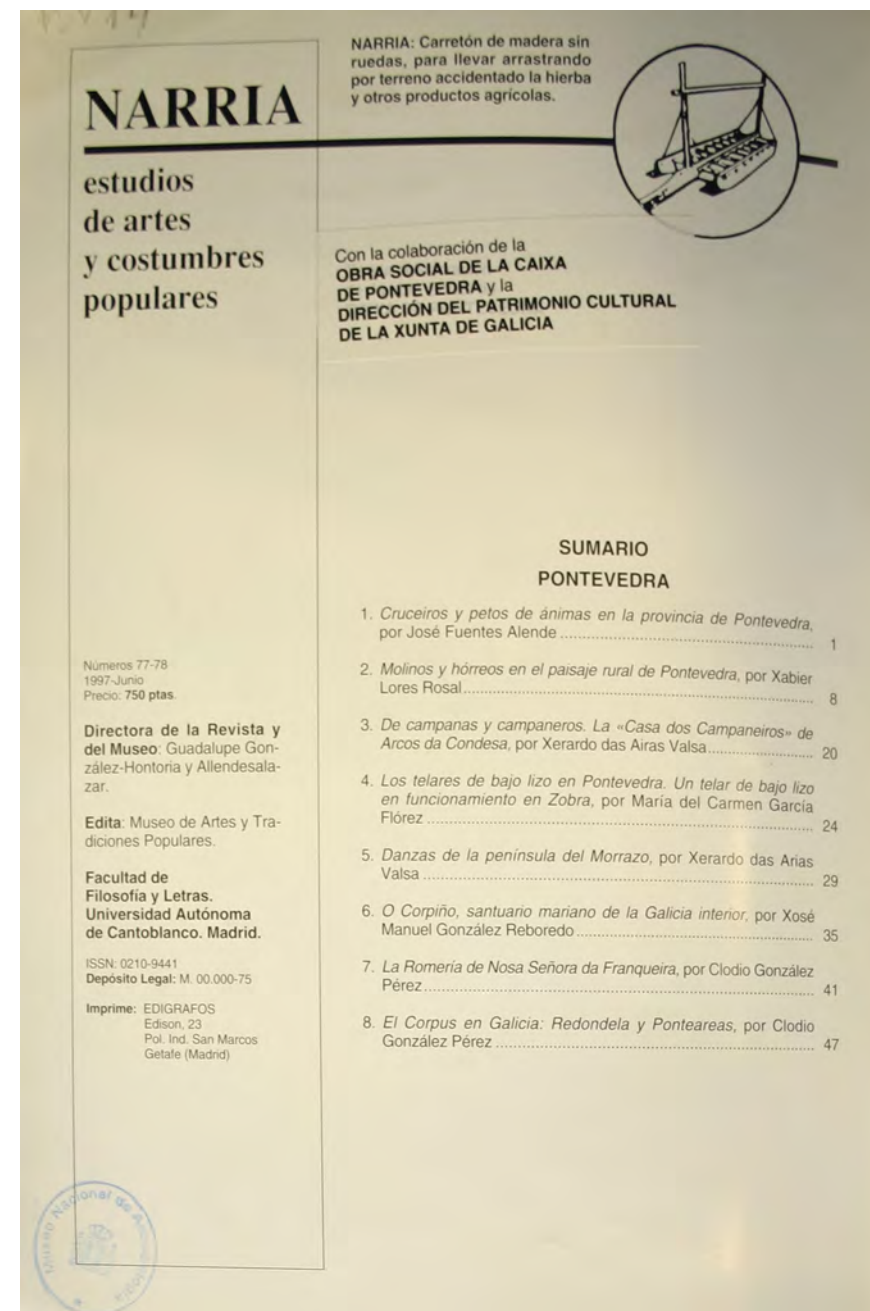 NARRIA
estudios
de artes
y costumbres
populares
NARRIA: Carretón de madera sin
ruedas, para llevar arrastrando
por terreno accidentado la hierba
y otros productos agrícolas.
Con la colaboración de la
OBRA SOCIAL DE LA CAIXA
DE PONTEVEDRA y la
DIRECCIÓN DEL PATRIMONIO CULTURAL
DE LA XUNTA DE GALICIA
Números 77-78
1997-Junio
Precio: 750 ptas.
Directora de la Revista y
del Museo: Guadalupe Gon-
zález-Hontoria y Allendesala-
zar.
Edita: Museo de Artes y Tra-
diciones Populares.
Facultad de
Filosofía y Letras.
Universidad Autónoma
de Cantoblanco. Madrid.
ISSN: 0210-9441
Depósito Legal: M. 00.000-75
Imprime: EDIGRAFOS
Edison, 23
Pol. Ind. San Marcos
Getafe (Madrid)
SUMARIO
PONTEVEDRA
1. Cruceiros y petos de ánimas en la provincia de Pontevedra,
por José Fuentes Alende ........ 1
2. Molinos y hórreos en el paisaje rural de Pontevedra, por Xabier
Lores Rosal ........ 8
3. De campanas y campaneros. La «Casa dos Campaneiros» de
Arcos da Condesa, por Xerardo das Airas Valsa ........ 20
4. Los telares de bajo lizo en Pontevedra. Un telar de bajo lizo
en funcionamiento en Zobra, por María del Carmen García
Flórez ........ 24
5. Danzas de la península del Morrazo, por Xerardo das Arias
Valsa ........ 29
6. O Corpiño, santuario mariano de la Galicia interior, por Xosé
Manuel González Reboredo ........ 35
7. La Romería de Nosa Señora da Franqueira, por Clodio González
Pérez ........ 41
8. El Corpus en Galicia: Redondela y Ponteareas, por Clodio
González Pérez ........ 47
Museo Nacional de Antropología